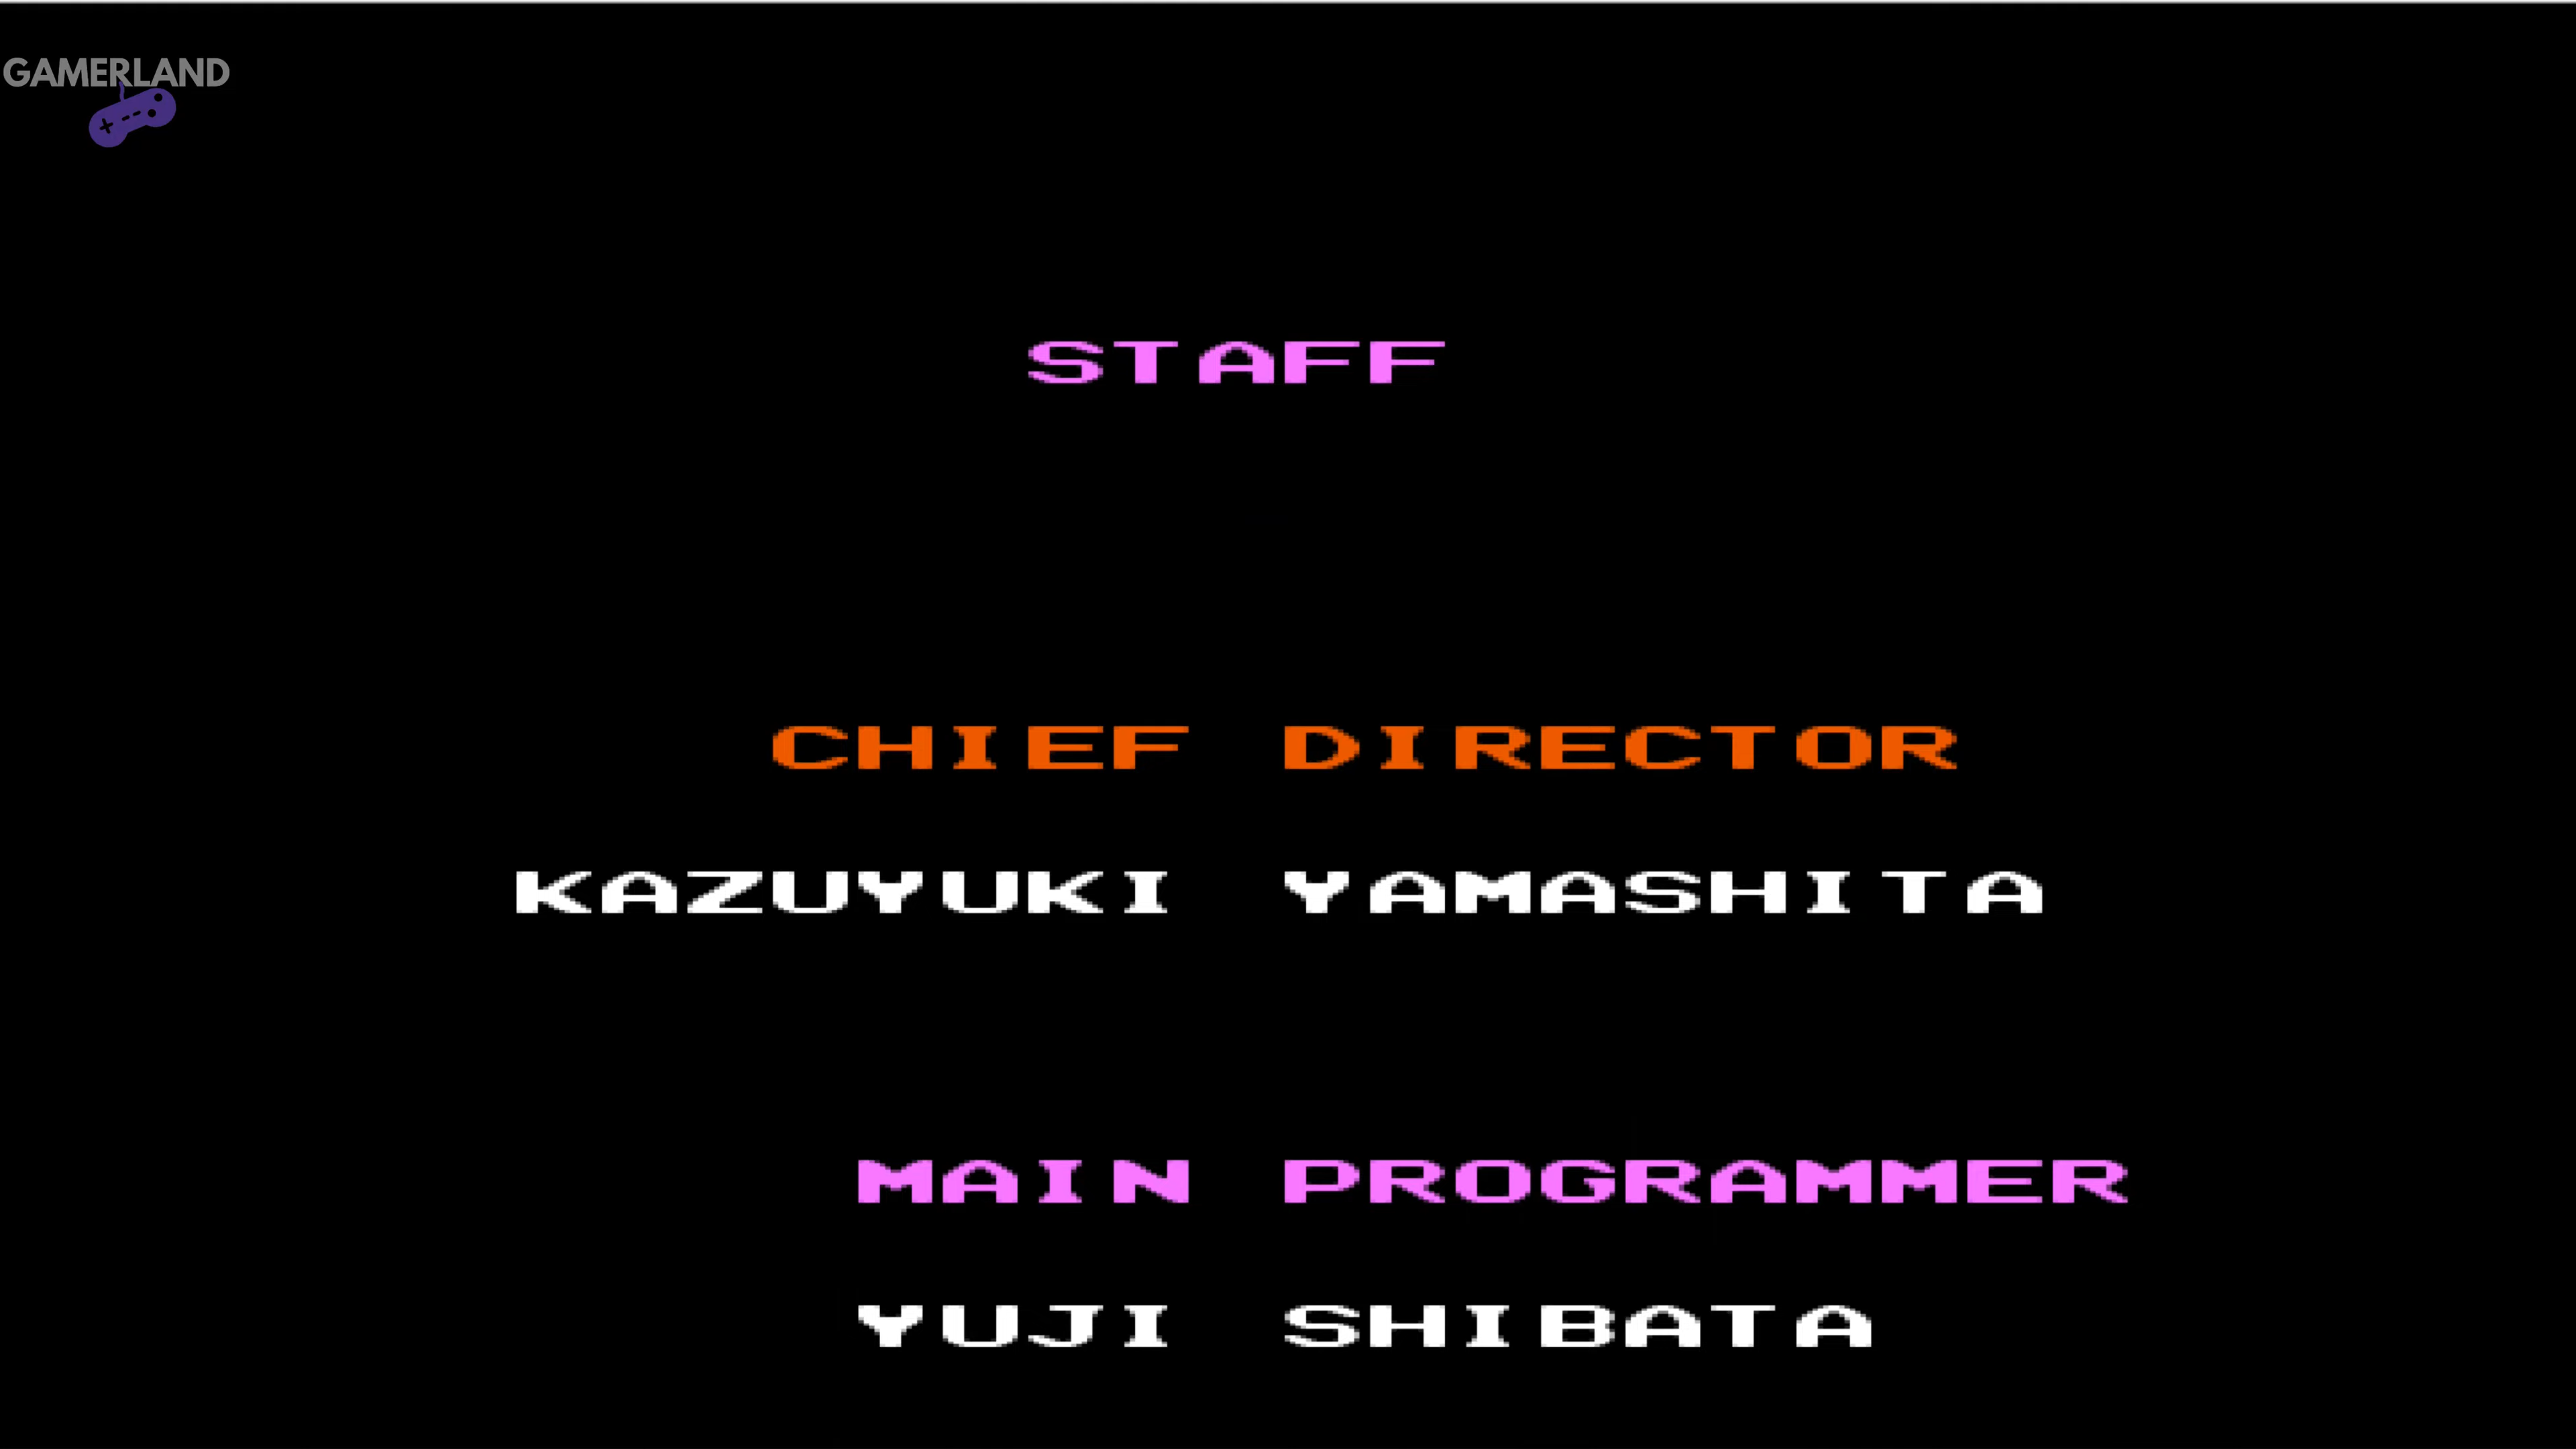 GAMERLAND
STAFF
CHIEF DIRECTOR
KAZUYUKI YAMASHITA
MAIN PROGRAMMER
YUJI SHIBATA